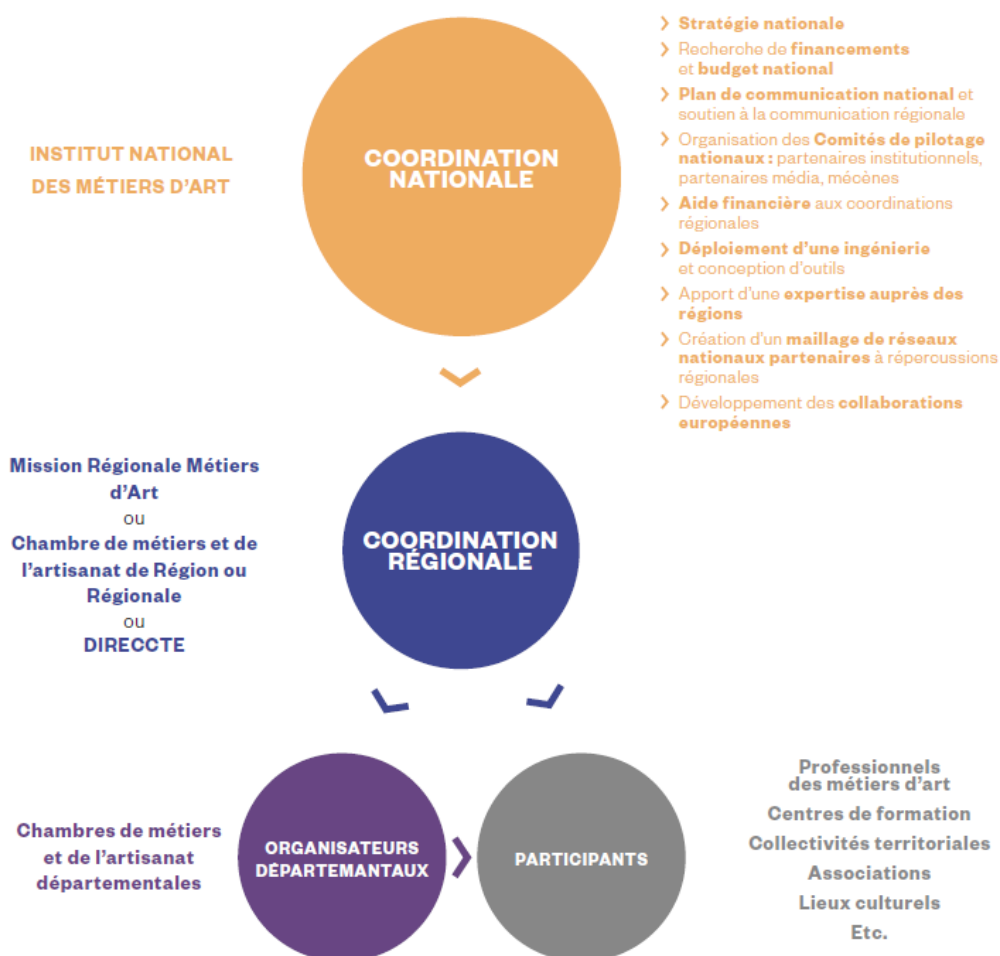 INSTITUT NATIONAL
DES MÉTIERS D'ART
COORDINATION
NATIONALE
› Stratégie nationale
› Recherche de financements
et budget national
› Plan de communication national et
soutien à la communication régionale
› Organisation des Comités de pilotage
nationaux : partenaires institutionnels,
partenaires média, mécènes
› Aide financière aux coordinations
régionales
› Déploiement d'une ingénierie
et conception d'outils
› Apport d'une expertise auprès des
régions
› Création d'un maillage de réseaux
nationaux partenaires à répercussions
régionales
› Développement des collaborations
européennes
Mission Régionale Métiers
d'Art
ou
Chambre de métiers et de
l'artisanat de Région ou
Régionale
ou
DIRECCTE
COORDINATION
RÉGIONALE
Chambres de métiers
et de l'artisanat
départementales
ORGANISATEURS
DÉPARTEMANTAUX
PARTICIPANTS
Professionnels
des métiers d'art
Centres de formation
Collectivités territoriales
Associations
Lieux culturels
Etc.